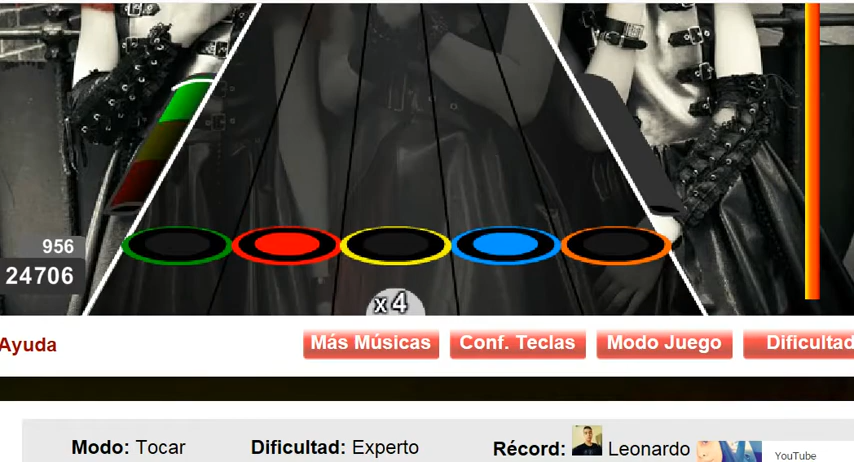 956
24706
x4
Ayuda
Más Músicas
Conf. Teclas
Modo Juego
Dificultad
Modo: Tocar
Dificultad: Experto
Récord: Leonardo
YouTube